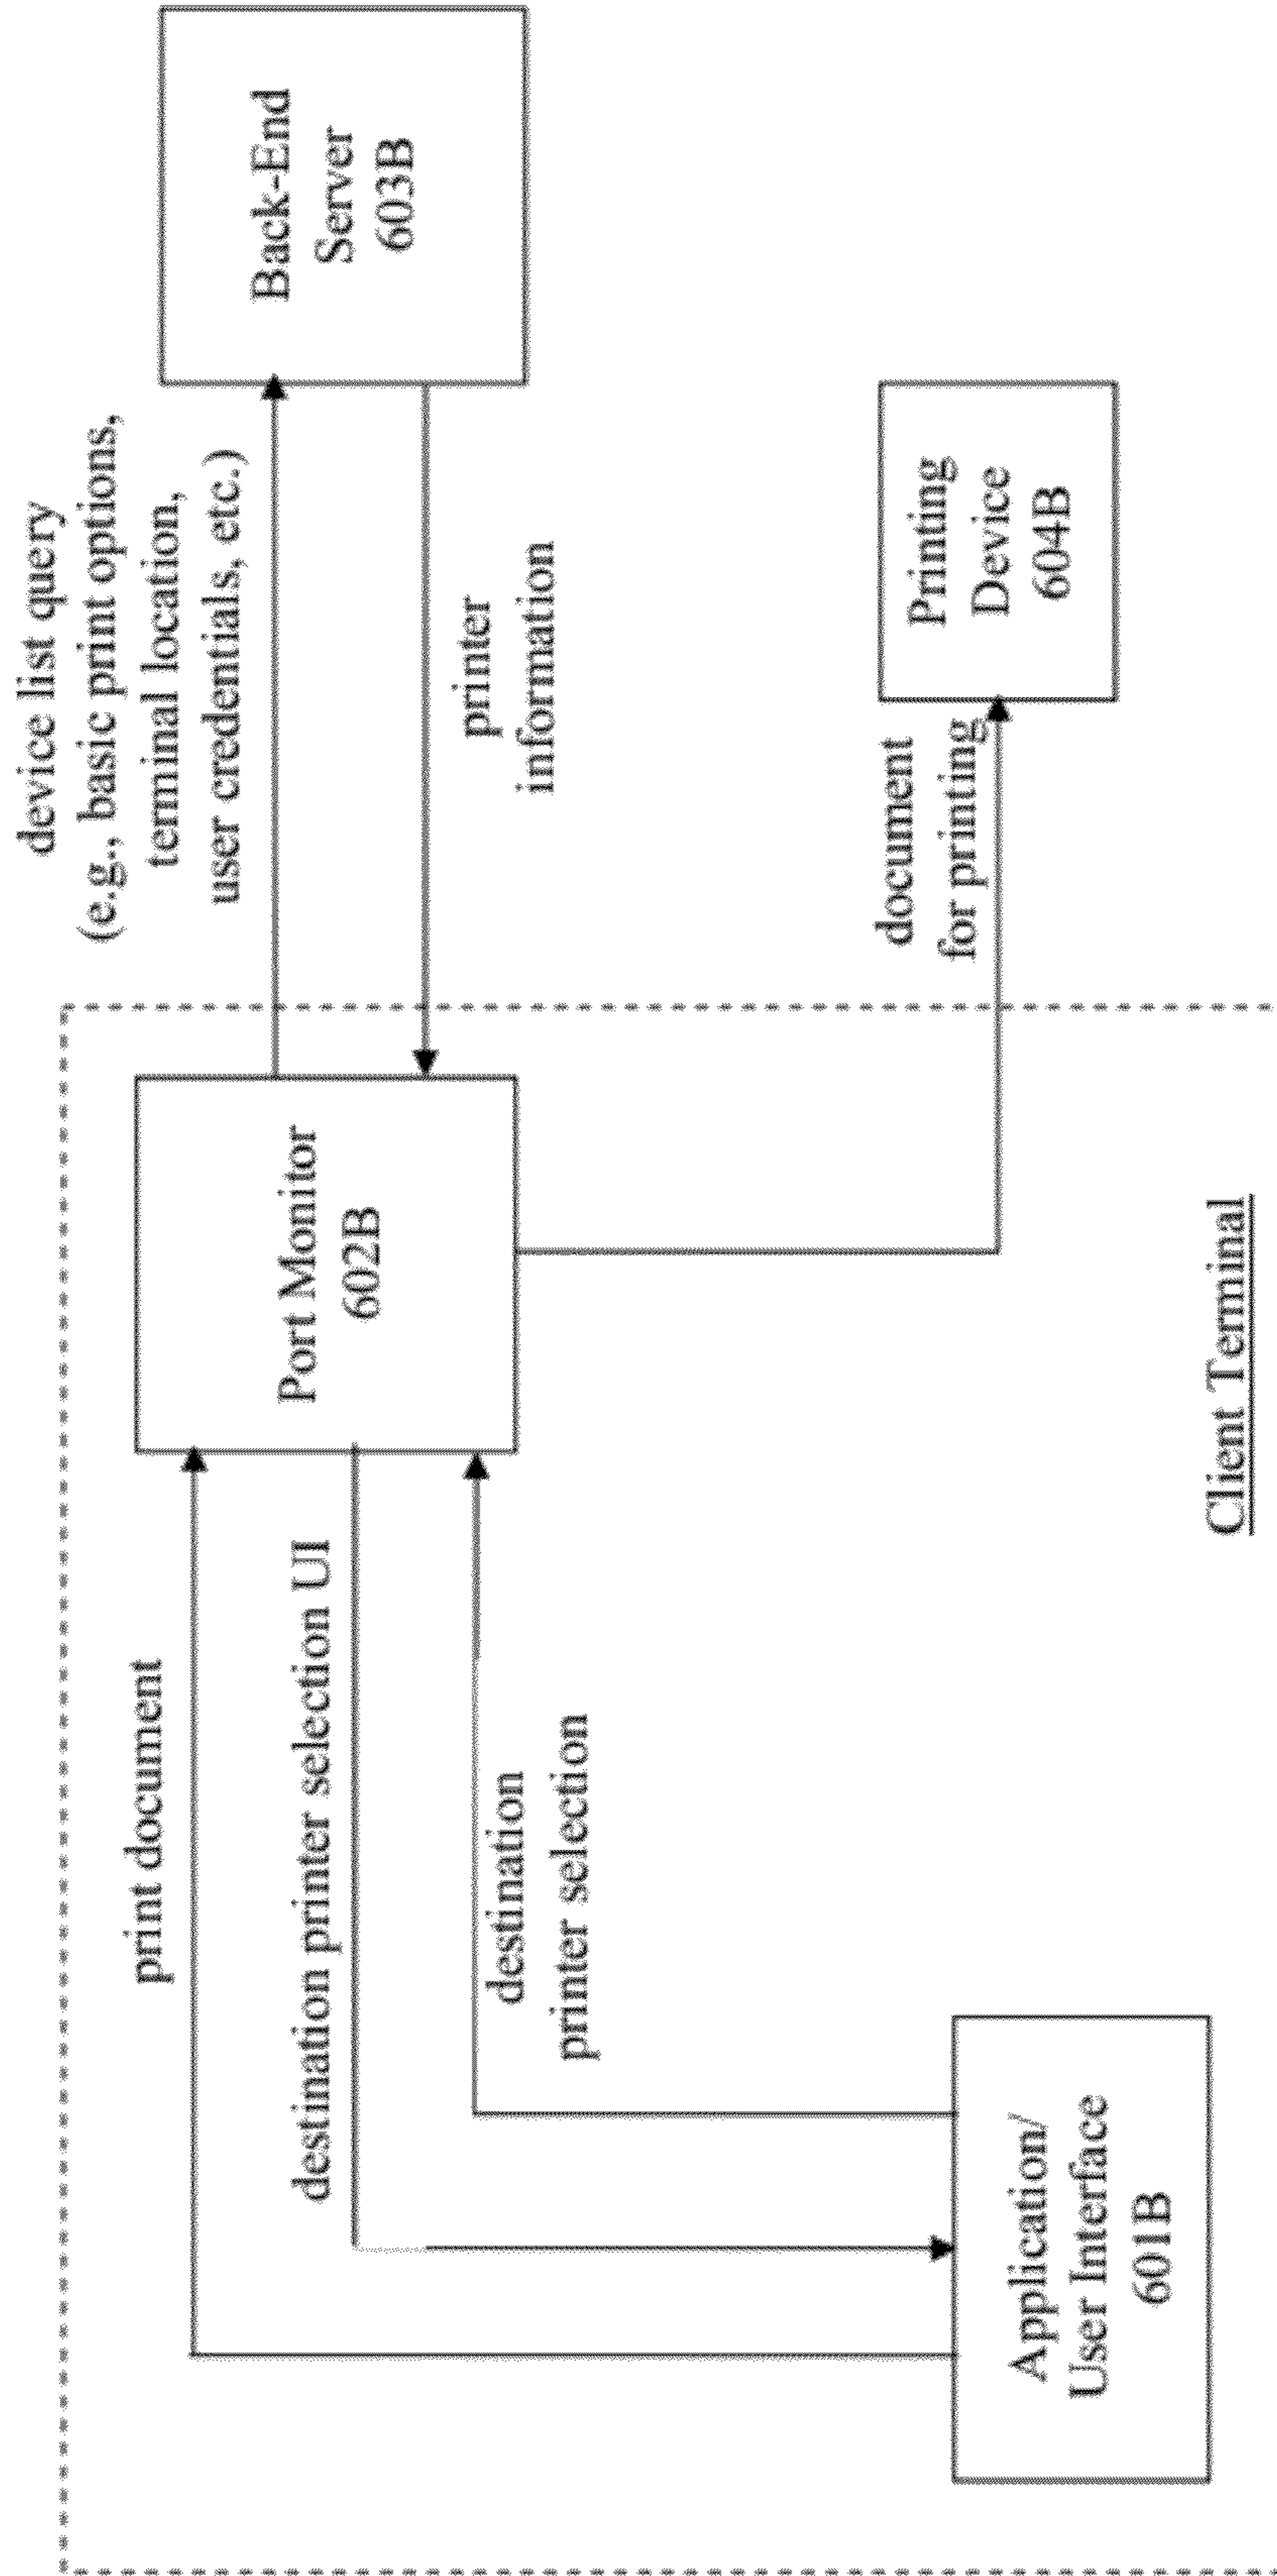 print document
destination printer selection UI
destination
printer selection
Application/
User Interface
601B
Port Monitor
602B
Client Terminal
device list query
(e.g., basic print options,
terminal location,
user credentials, etc.)
printer
information
document
for printing
Back-End
Server
603B
Printing
Device
604B